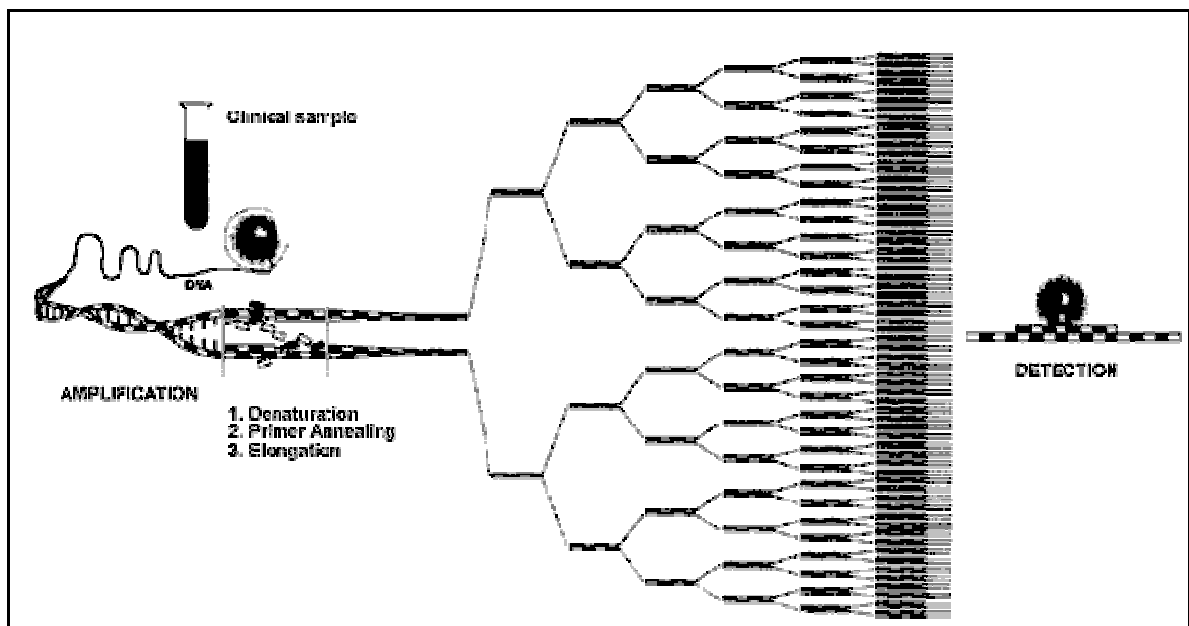 Clinical sample
DNA
AMPLIFICATION
1. Denaturation
2. Primer Annealing
3. Elongation
DETECTION